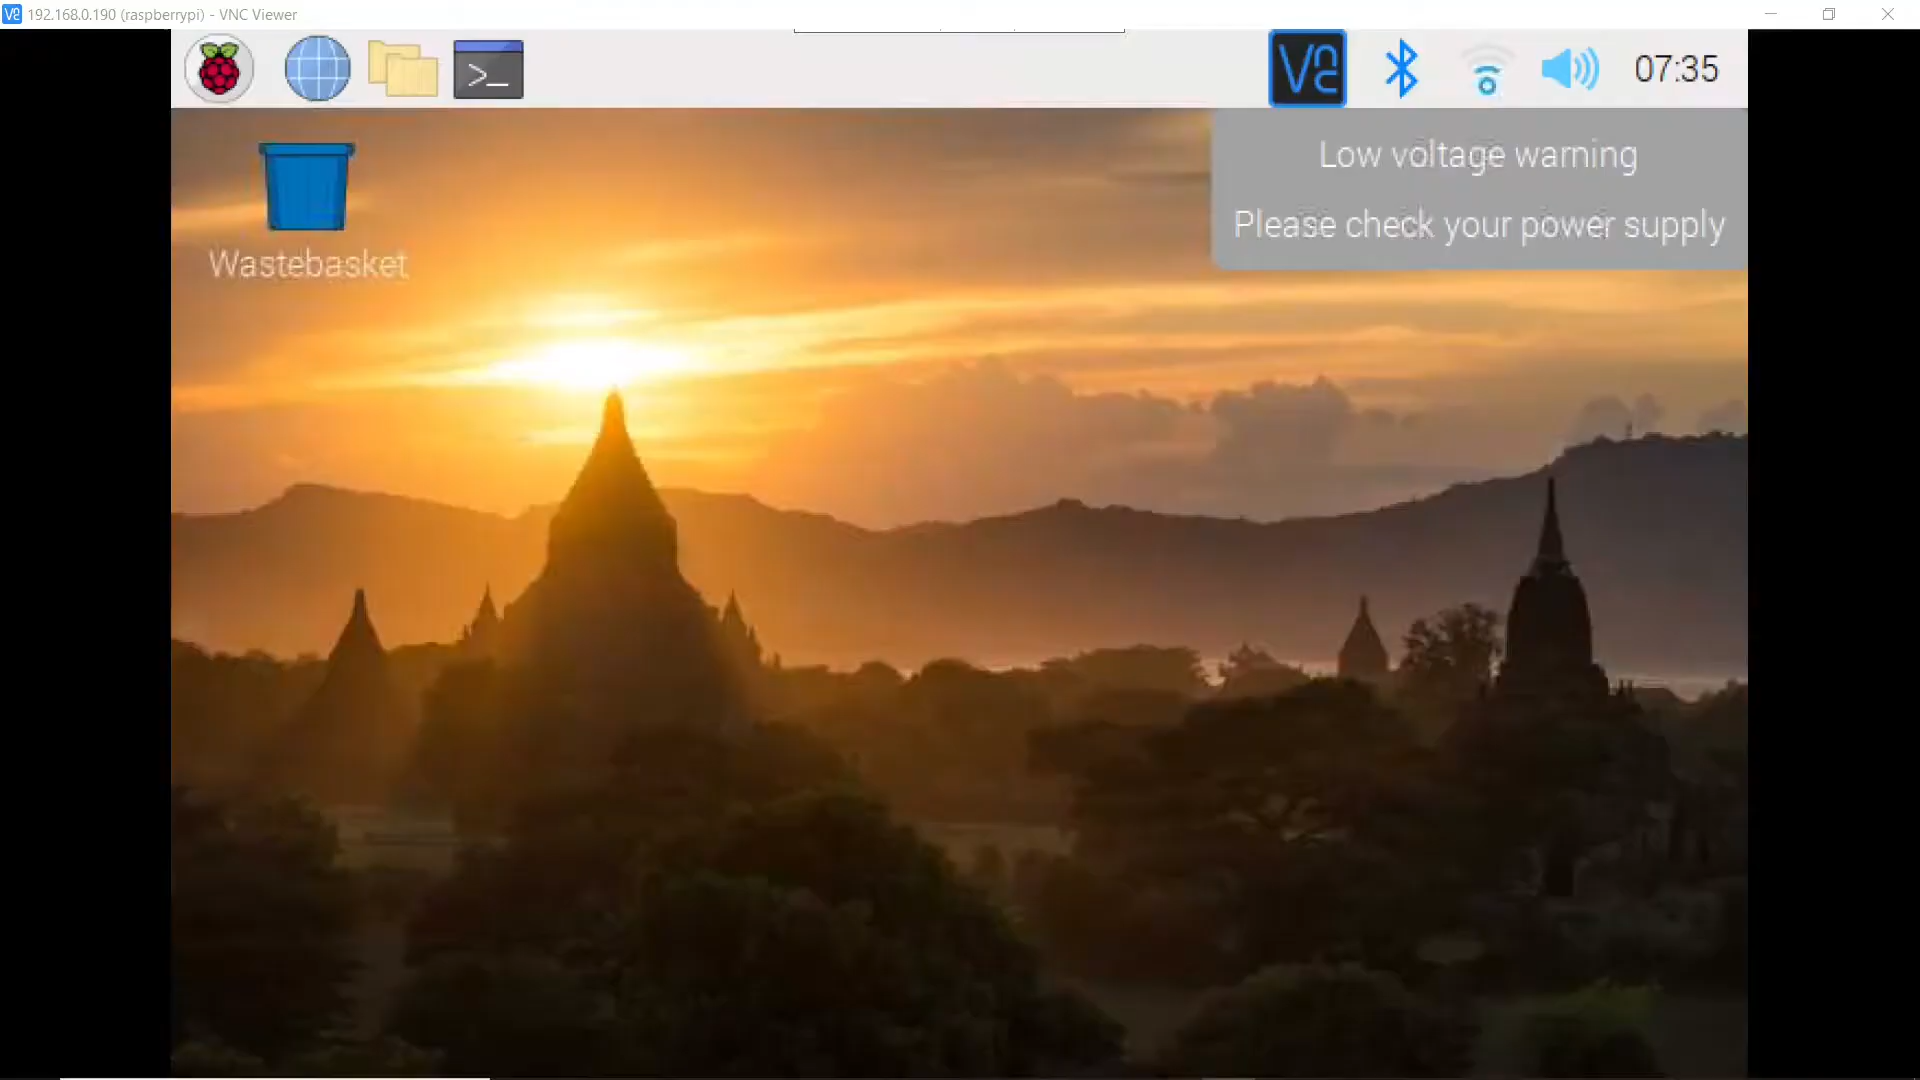 192.168.0.190 (raspberrypi) - VNC Viewer
07:35
Low voltage warning
Please check your power supply
Wastebasket